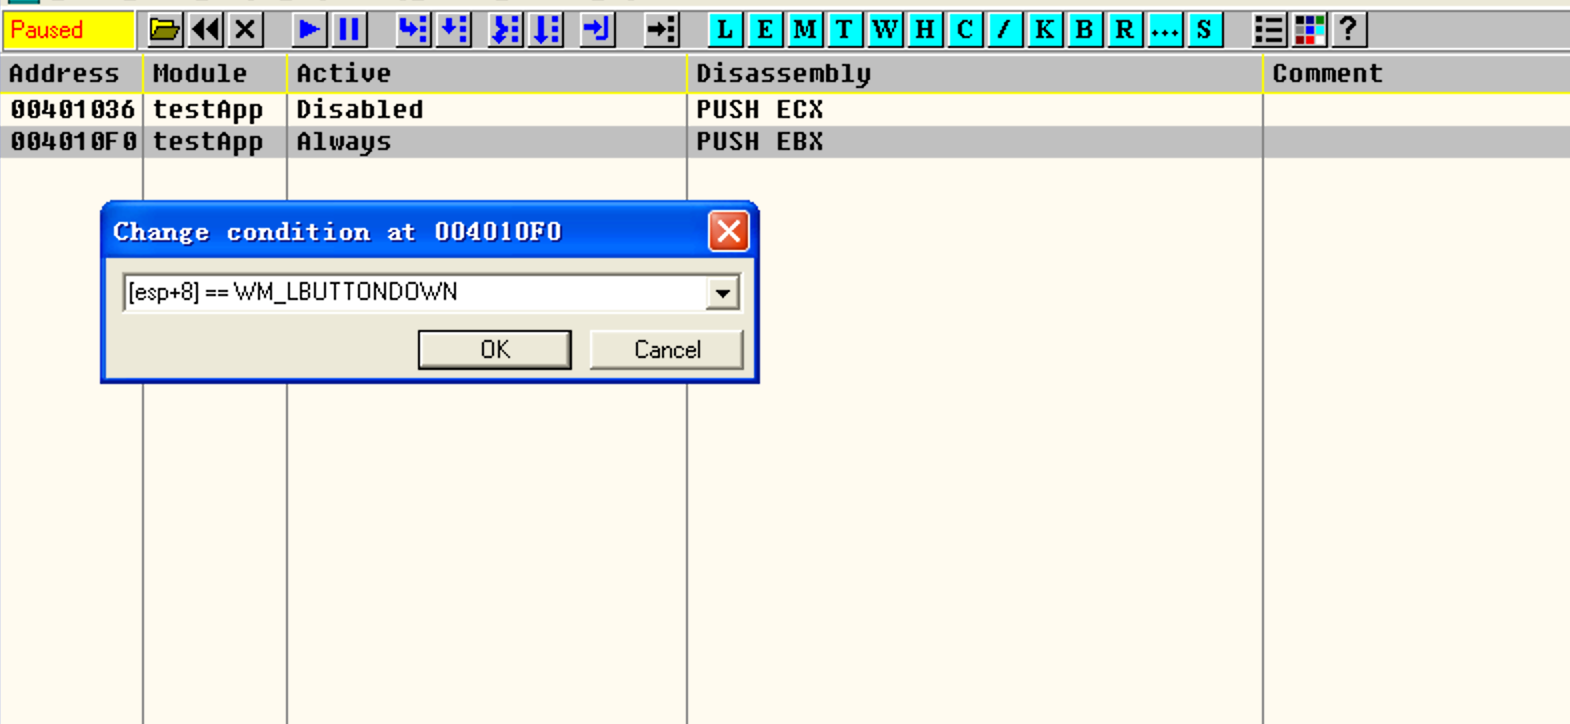 Paused L E M T W H C / K B R ... S ?
Address Module Active Disassembly Comment
00401036 testApp Disabled PUSH ECX
004010F0 testApp Always PUSH EBX
Change condition at 004010F0
[esp+8] == WM_LBUTTONDOWN
OK Cancel